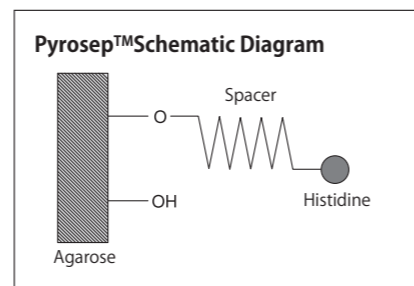 Pyrosep™Schematic Diagram
Spacer
O
OH
Histidine
Agarose